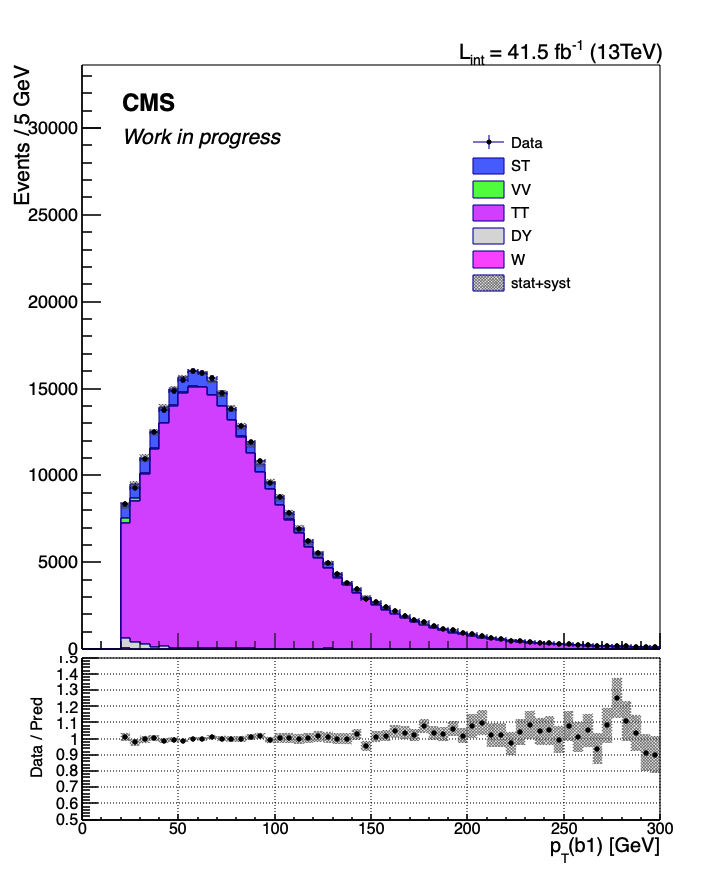 L_int = 41.5 fb^-1 (13TeV)
Events / 5 GeV
CMS
Work in progress
30000
25000
20000
15000
10000
5000
0
Data
ST
VV
TT
DY
W
stat+syst
Data / Pred
1.5
1.4
1.3
1.2
1.1
1
0.9
0.8
0.7
0.6
0.5
0 50 100 150 200 250 300
p_T(b1) [GeV]